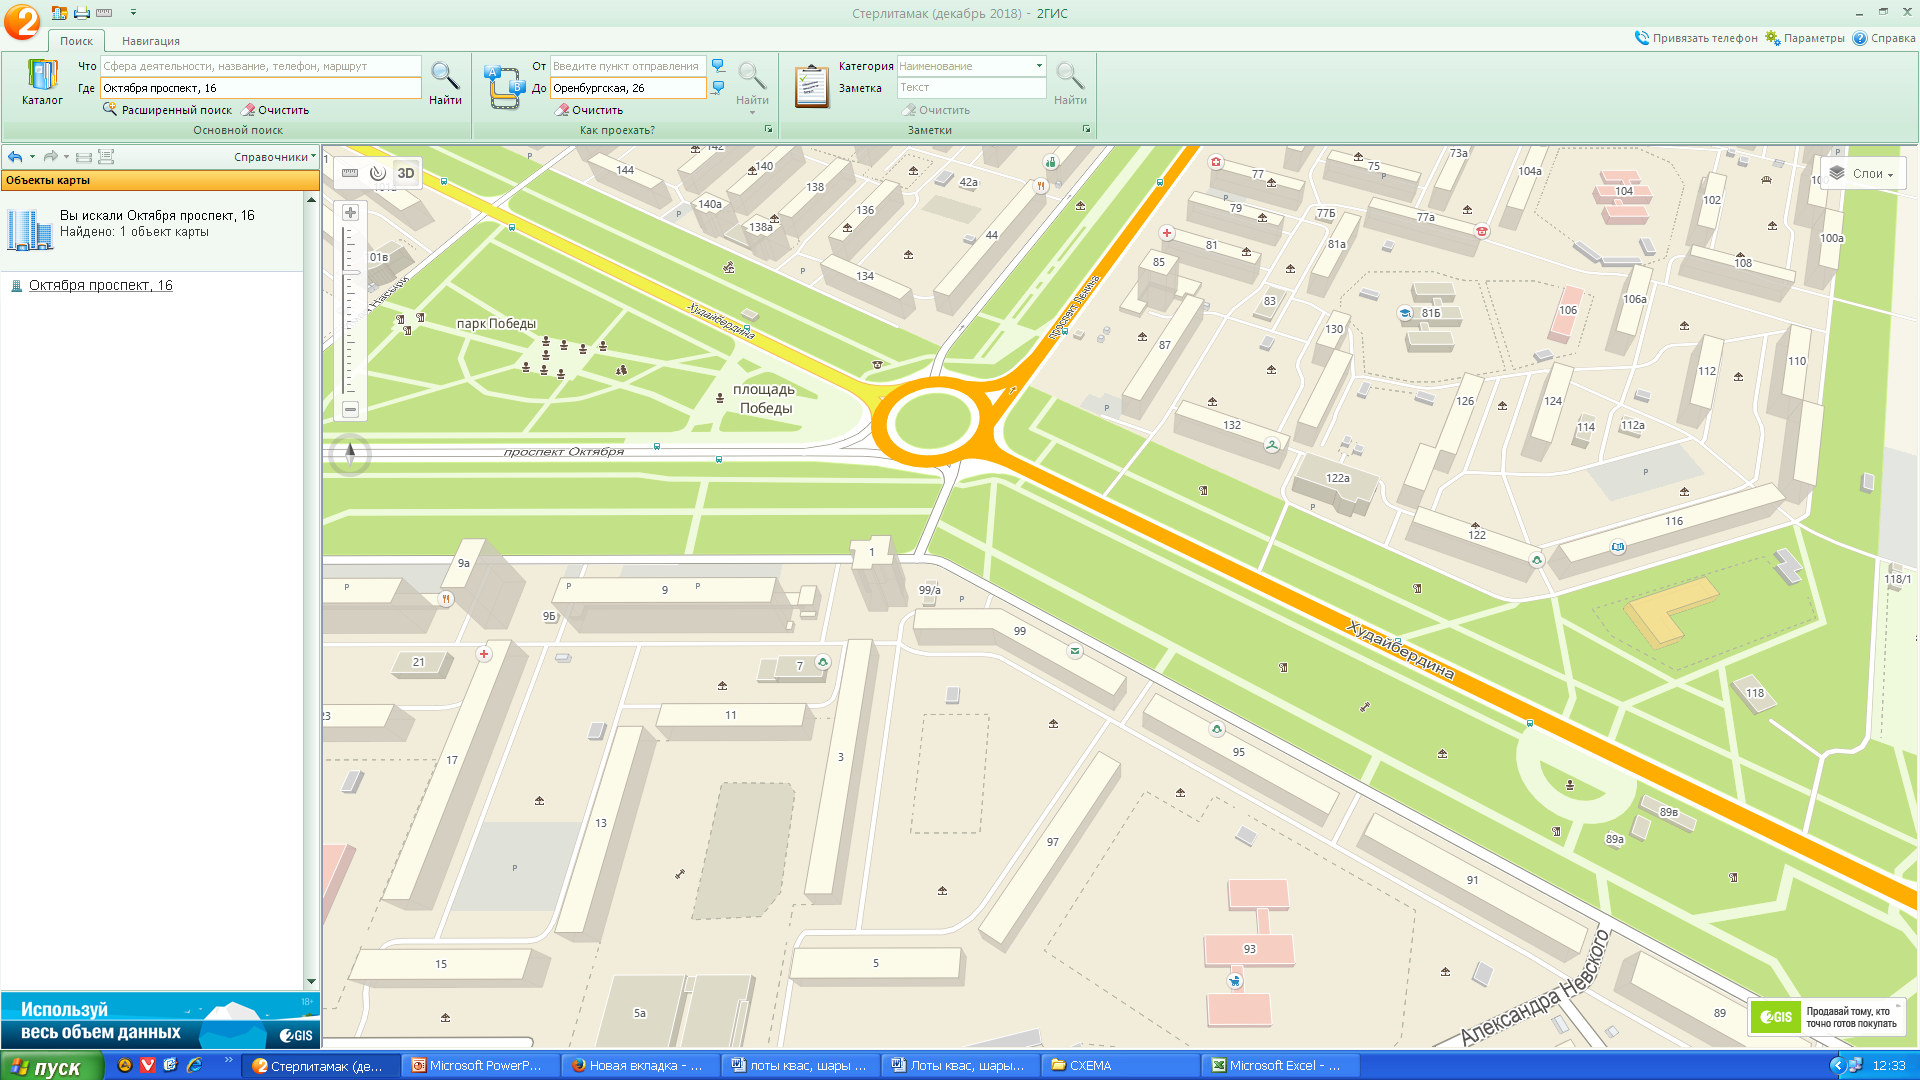 Стерлитамак (декабрь 2018) - 2ГИС
Поиск
Навигация
Привязать телефон
Параметры
Справка
Каталог
Что
Сфера деятельности, название, телефон, маршрут
Где
Октября проспект, 16
Найти
Расширенный поиск
Очистить
Основной поиск
От
Введите пункт отправления
До
Оренбургская, 26
Найти
Очистить
Как проехать?
Категория
Наименование
Заметка
Текст
Найти
Очистить
Заметки
Справочники
Объекты карты
Вы искали Октября проспект, 16
Найдено: 1 объект карты
Октября проспект, 16
3D
Слои
144
142
140
138
140а
138а
136
134
42а
44
01в
парк Победы
Худайбердина
площадь
Победы
проспект Октября
проспект Ленина
77
75
73а
104а
104
102
100а
79
77Б
77а
81
81а
85
83
108
106а
106
81Б
130
87
110
112
126
124
114
112а
132
122а
122
116
118/1
118
9а
9
9Б
1
99/а
99
21
7
23
11
17
3
13
95
97
89в
89а
91
93
15
5
5а
89
Худайбердина
Александра Невского
Используй
весь объем данных
18+
2GIS
2GIS
Продавай тому, кто
точно готов покупать
пуск
Стерлитамак (де...
Microsoft PowerP...
Новая вкладка - ...
лоты квас, шары ...
Лоты квас, шары...
СХЕМА
Microsoft Excel - ...
12:33